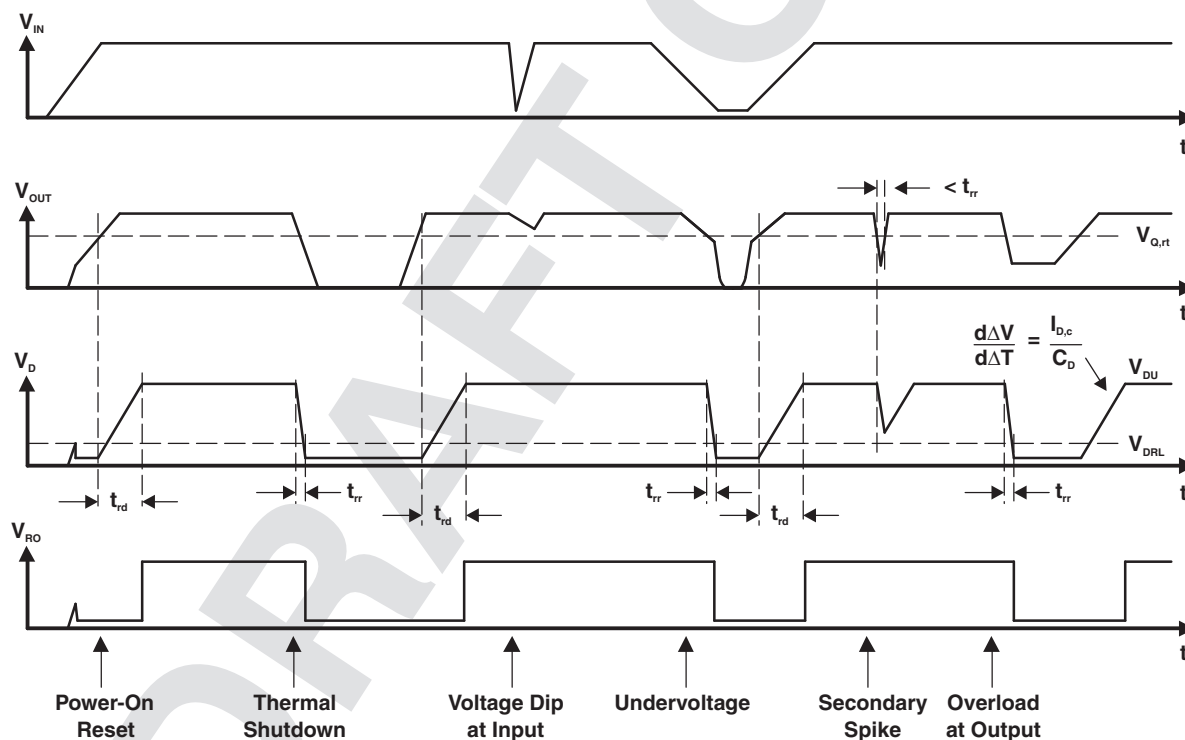 V_IN
t
V_OUT
< t_rr
V_Q,rt
t
V_D
dΔV
dΔT
=
I_D,c
C_D
V_DU
V_DRL
t
t_rd
t_rr
t_rd
t_rr
t_rd
t_rr
V_RO
t
Power-On
Reset
Thermal
Shutdown
Voltage Dip
at Input
Undervoltage
Secondary
Spike
Overload
at Output
DRAFT